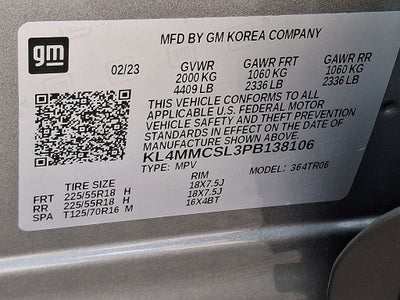 gm
MFD BY GM KOREA COMPANY
02/23 GVWR GAWR FRT GAWR RR
2000 KG 1060 KG 1060 KG
4409 LB 2336 LB 2336 LB
THIS VEHICLE CONFORMS TO ALL
APPLICABLE U.S. FEDERAL MOTOR
VEHICLE SAFETY AND THEFT PREVENTION
STANDARDS IN EFFECT ON THE DATE OF
MANUFACTURE SHOWN ABOVE.
KL4MMCSL3PB138106
TYPE: MPV MODEL: 364TR06
TIRE SIZE RIM
FRT 225/55R18 H 18X7.5J
RR 225/55R18 H 18X7.5J
SPA T125/70R16 M 16X4BT